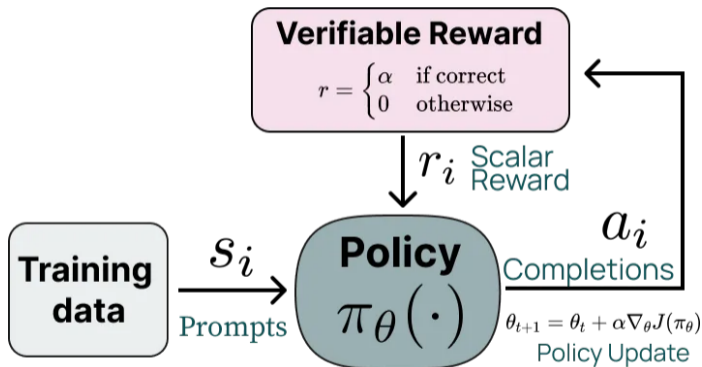 Verifiable Reward
r = { α if correct
0 otherwise
r_i Scalar
Reward
Training
data
s_i
Prompts
Policy
π_θ(·)
a_i
Completions
θ_{t+1} = θ_t + α∇_θJ(π_θ)
Policy Update